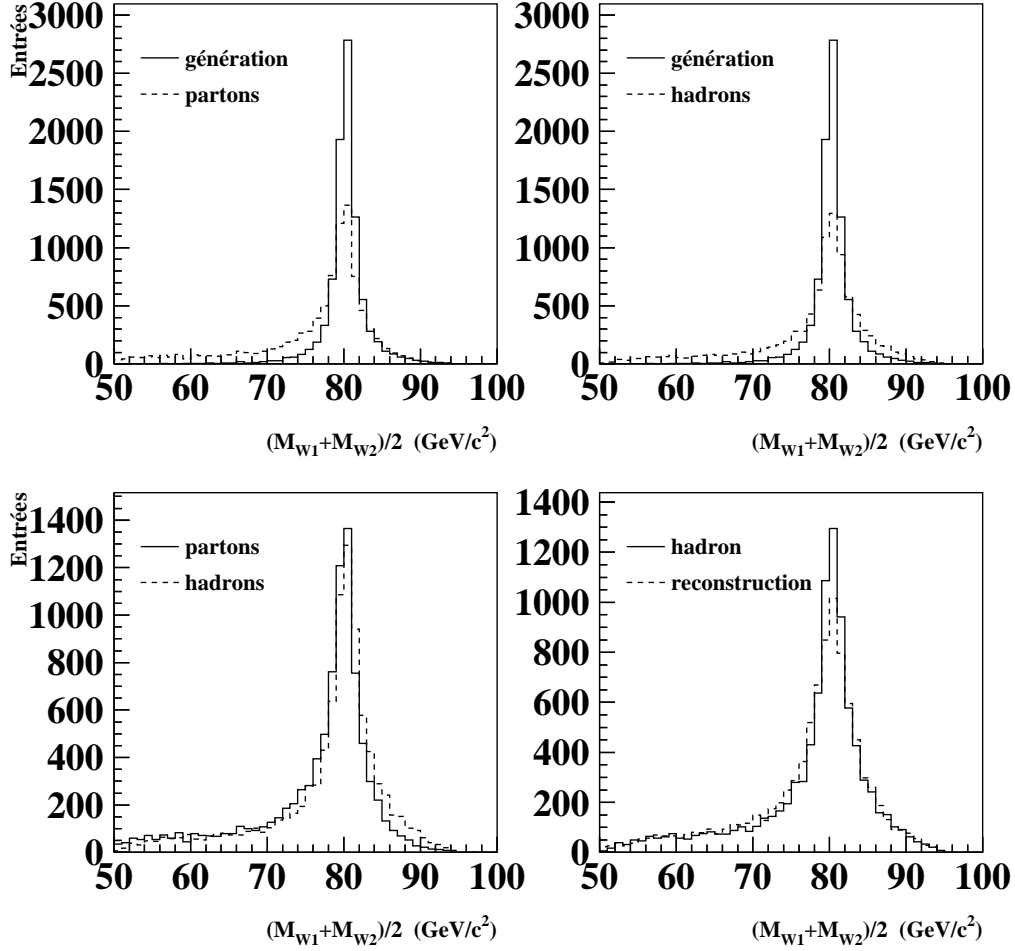 Entrées
3000
2500
2000
1500
1000
500
0
génération
partons
50 60 70 80 90 100
(M_W1+M_W2)/2 (GeV/c²)
3000
2500
2000
1500
1000
500
0
génération
hadrons
50 60 70 80 90 100
(M_W1+M_W2)/2 (GeV/c²)
Entrées
1400
1200
1000
800
600
400
200
0
partons
hadrons
50 60 70 80 90 100
(M_W1+M_W2)/2 (GeV/c²)
1400
1200
1000
800
600
400
200
0
hadron
reconstruction
50 60 70 80 90 100
(M_W1+M_W2)/2 (GeV/c²)